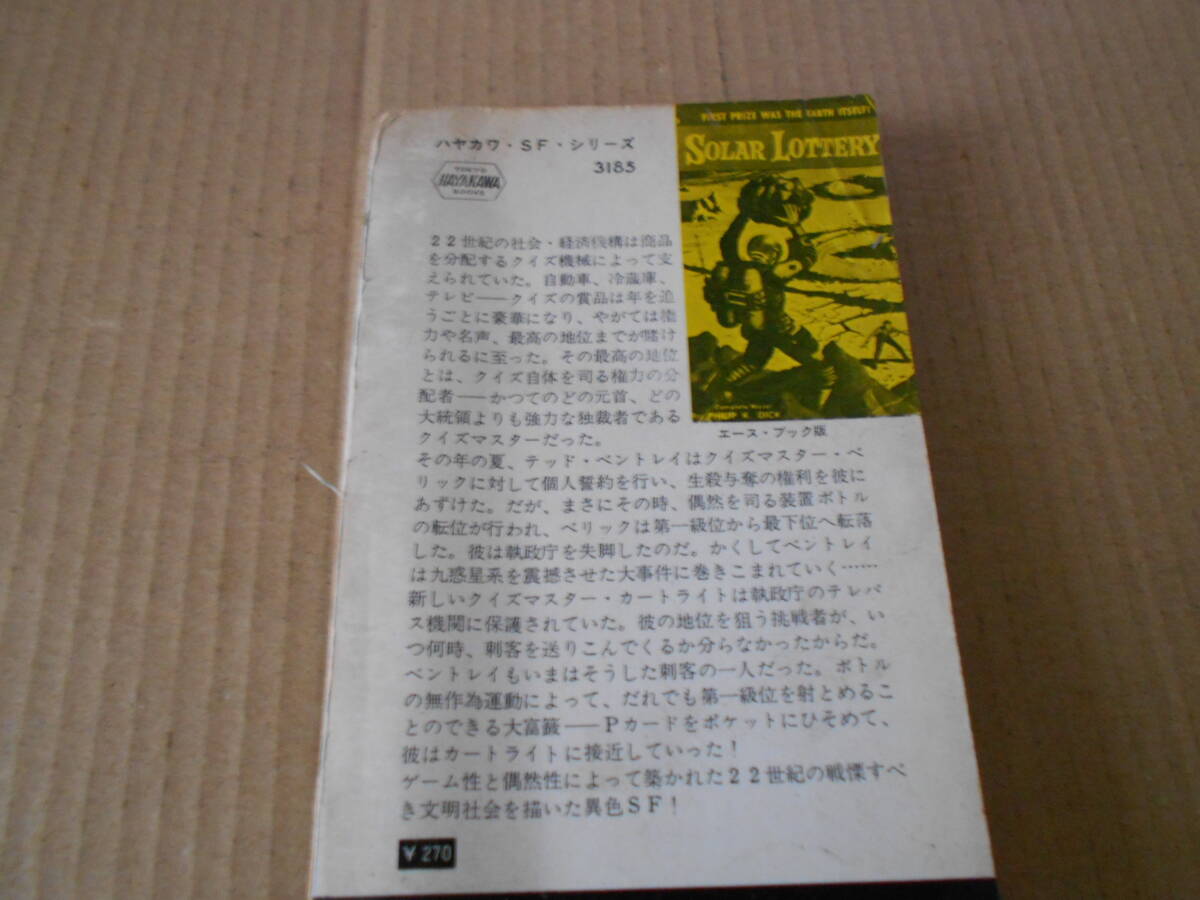 ハヤカワ・SF・シリーズ
3185
TOKYO
HAYAKAWA
BOOKS
FIRST PRIZE WAS THE EARTH ITSELF!
SOLAR LOTTERY
Complete Novel
by PHILIP K. DICK
エース・ブック版
22世紀の社会・経済機構は商品
を分配するクイズ機械によって支
えられていた。自動車、冷蔵庫、
テレビ――クイズの賞品は年を追
うごとに豪華になり、やがては権
力や名声、最高の地位までが賭け
られるに至った。その最高の地位
とは、クイズ自体を司る権力の分
配者――かつてのどの元首、どの
大統領よりも強力な独裁者である
クイズマスターだった。
その年の夏、テッド・ベントレイはクイズマスター・ベ
リックに対して個人誓約を行い、生殺与奪の権利を彼に
あずけた。だが、まさにその時、偶然を司る装置ボトル
の転位が行われ、ベリックは第一級位から最下位へ転落
した。彼は執政庁を失脚したのだ。かくしてベントレイ
は九惑星系を震撼させた大事件に巻きこまれていく……
新しいクイズマスター・カートライトは執政庁のテレパ
ス機関に保護されていた。彼の地位を狙う挑戦者が、い
つ何時、刺客を送りこんでくるか分らなかったからだ。
ベントレイもいまはそうした刺客の一人だった。ボトル
の無作為運動によって、だれでも第一級位を射とめるこ
とのできる大富籤――Pカードをポケットにひそめて、
彼はカートライトに接近していった!
ゲーム性と偶然性によって築かれた22世紀の戦慄すべ
き文明社会を描いた異色SF!
¥270